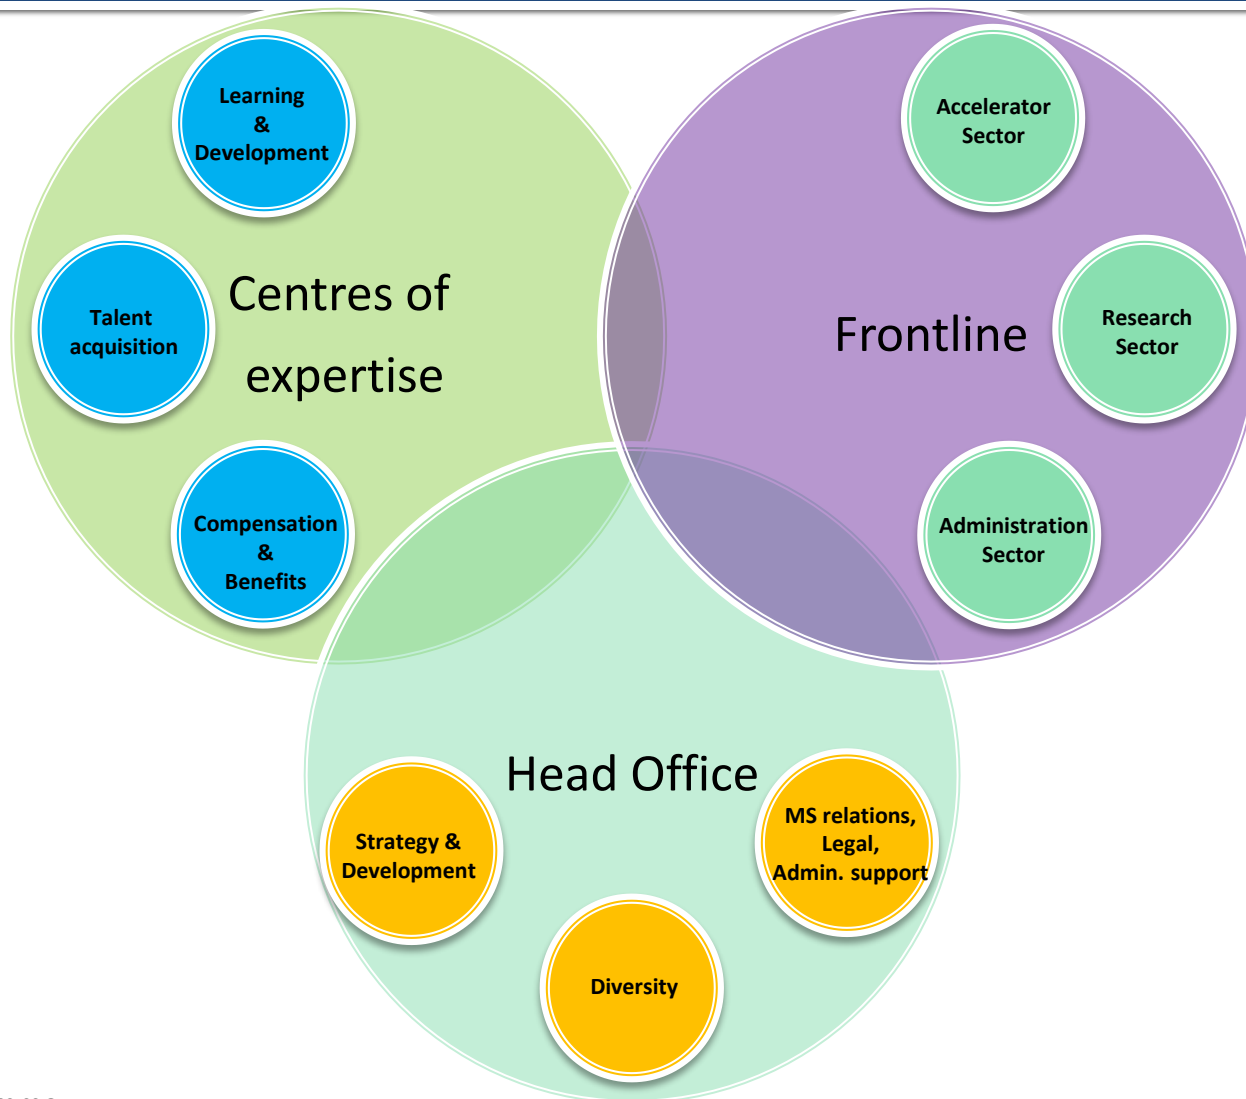 Learning
&
Development
Talent
acquisition
Centres of
expertise
Compensation
&
Benefits
Accelerator
Sector
Frontline
Research
Sector
Administration
Sector
Head Office
Strategy &
Development
MS relations,
Legal,
Admin. support
Diversity